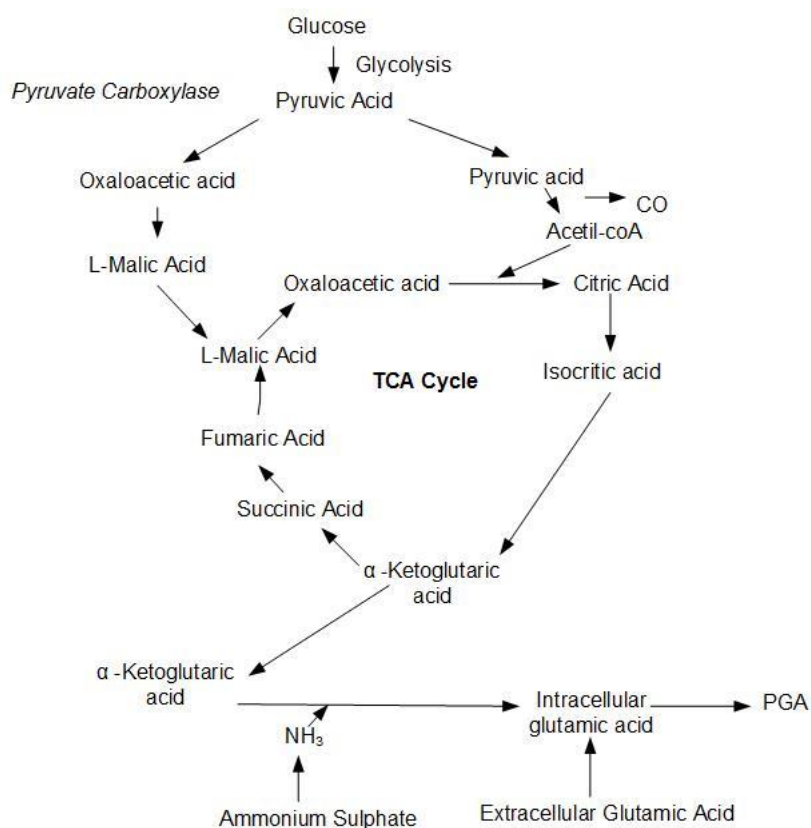 Glucose
Glycolysis
Pyruvate Carboxylase
Pyruvic Acid
Oxaloacetic acid
Pyruvic acid
CO
Acetil-coA
L-Malic Acid
Oxaloacetic acid
Citric Acid
L-Malic Acid
TCA Cycle
Isocritic acid
Fumaric Acid
Succinic Acid
α -Ketoglutaric
acid
α -Ketoglutaric
acid
Intracellular
glutamic acid
PGA
NH₃
Ammonium Sulphate
Extracellular Glutamic Acid